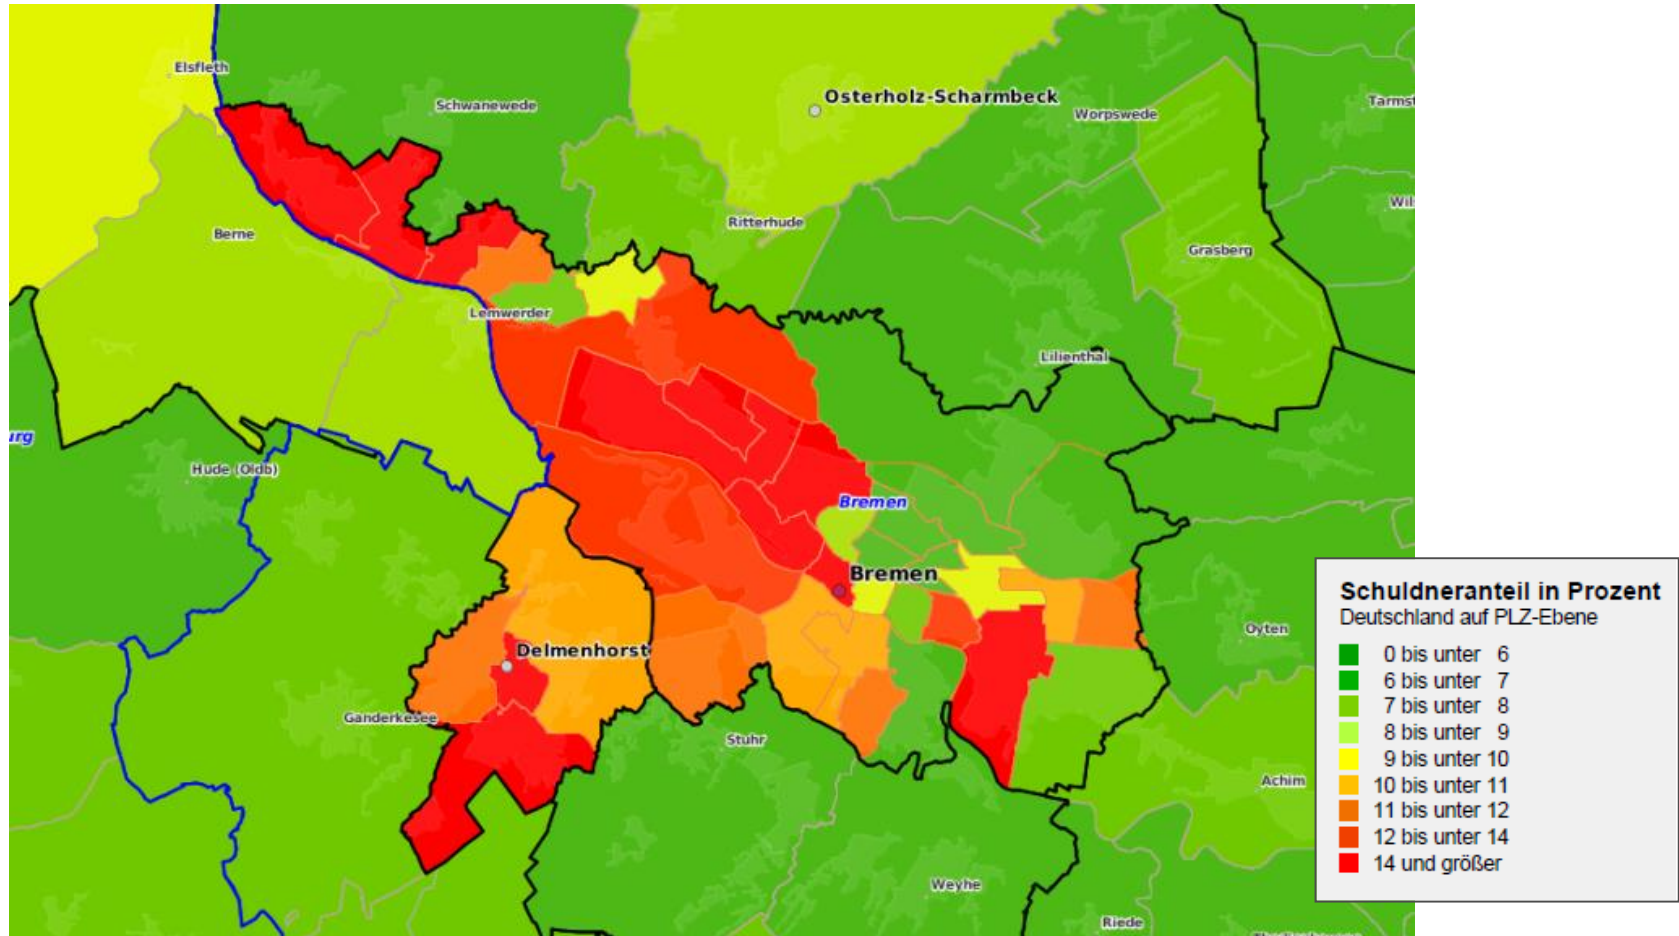 Elsfleth
Schwanewede
Osterholz-Scharmbeck
Worpswede
Tarmst
Wil
Berne
Ritterhude
Grasberg
Lemwerder
Lilienthal
urg
Hude (Oldb)
Bremen
Bremen
Delmenhorst
Ganderkesee
Stuhr
Oyten
Achim
Weyhe
Riede
Schuldneranteil in Prozent
Deutschland auf PLZ-Ebene
0 bis unter 6
6 bis unter 7
7 bis unter 8
8 bis unter 9
9 bis unter 10
10 bis unter 11
11 bis unter 12
12 bis unter 14
14 und größer